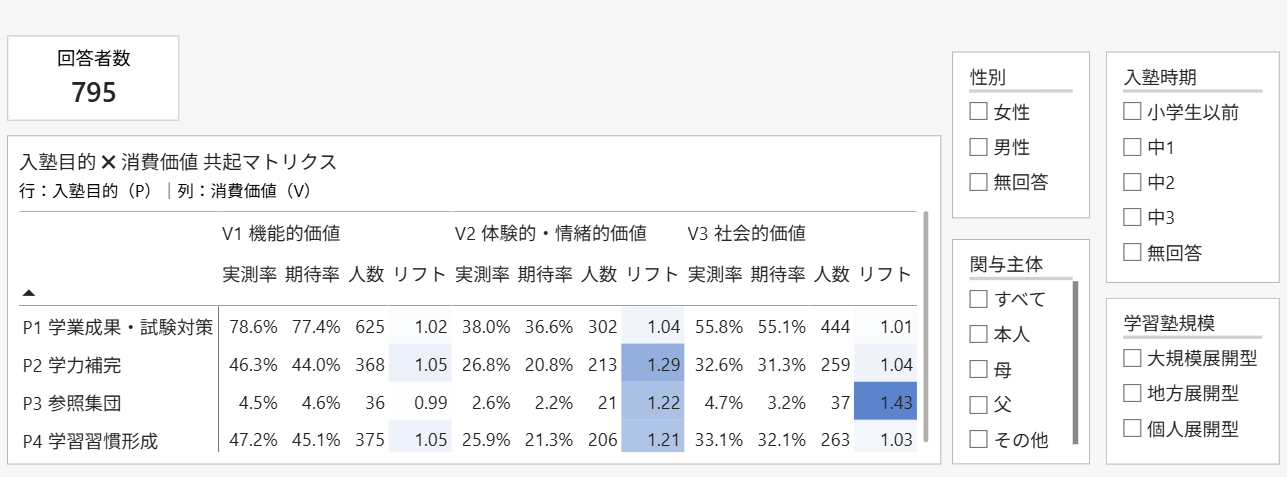 回答者数
795
入塾目的 ✕ 消費価値 共起マトリクス
行：入塾目的（P）｜列：消費価値（V）
V1 機能的価値 V2 体験的・情緒的価値 V3 社会的価値
実測率 期待率 人数 リフト 実測率 期待率 人数 リフト 実測率 期待率 人数 リフト
P1 学業成果・試験対策 78.6% 77.4% 625 1.02 38.0% 36.6% 302 1.04 55.8% 55.1% 444 1.01
P2 学力補完 46.3% 44.0% 368 1.05 26.8% 20.8% 213 1.29 32.6% 31.3% 259 1.04
P3 参照集団 4.5% 4.6% 36 0.99 2.6% 2.2% 21 1.22 4.7% 3.2% 37 1.43
P4 学習習慣形成 47.2% 45.1% 375 1.05 25.9% 21.3% 206 1.21 33.1% 32.1% 263 1.03
性別
女性
男性
無回答
関与主体
すべて
本人
母
父
その他
入塾時期
小学生以前
中1
中2
中3
無回答
学習塾規模
大規模展開型
地方展開型
個人展開型